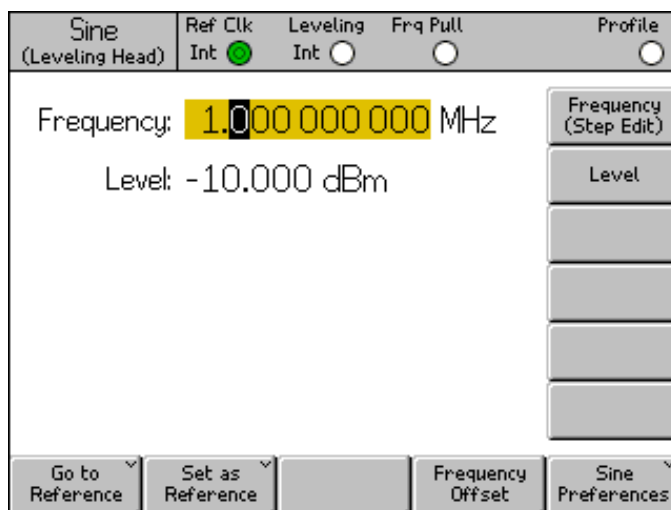 Sine
(Leveling Head)
Ref Clk
Int
Leveling
Int
Frq Pull
Profile
Frequency: 1.000 000 000 MHz
Level: -10.000 dBm
Frequency
(Step Edit)
Level
Go to
Reference
Set as
Reference
Frequency
Offset
Sine
Preferences